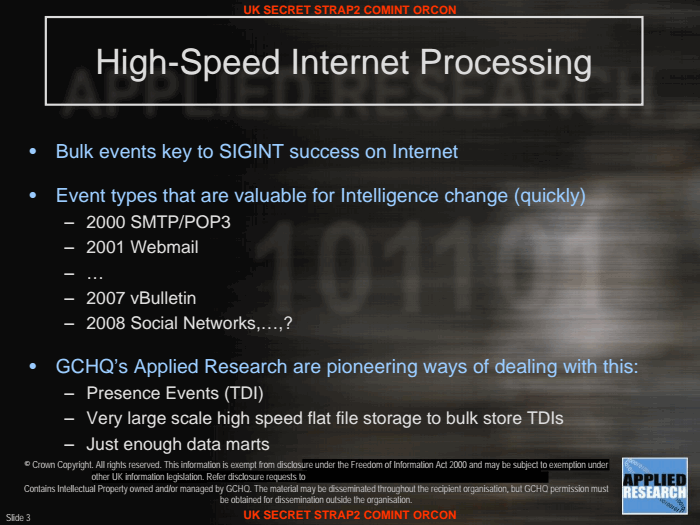 UK SECRET STRAP2 COMINT ORCON
High-Speed Internet Processing
APPLIED RESEARCH
• Bulk events key to SIGINT success on Internet
• Event types that are valuable for Intelligence change (quickly)
– 2000 SMTP/POP3
– 2001 Webmail
– …
– 2007 vBulletin
– 2008 Social Networks,…,?
101101
• GCHQ's Applied Research are pioneering ways of dealing with this:
– Presence Events (TDI)
– Very large scale high speed flat file storage to bulk store TDIs
– Just enough data marts
© Crown Copyright. All rights reserved. This information is exempt from disclosure under the Freedom of Information Act 2000 and may be subject to exemption under
other UK information legislation. Refer disclosure requests to
Contains Intellectual Property owned and/or managed by GCHQ. The material may be disseminated throughout the recipient organisation, but GCHQ permission must
be obtained for dissemination outside the organisation.
APPLIED
RESEARCH
Slide 3
UK SECRET STRAP2 COMINT ORCON